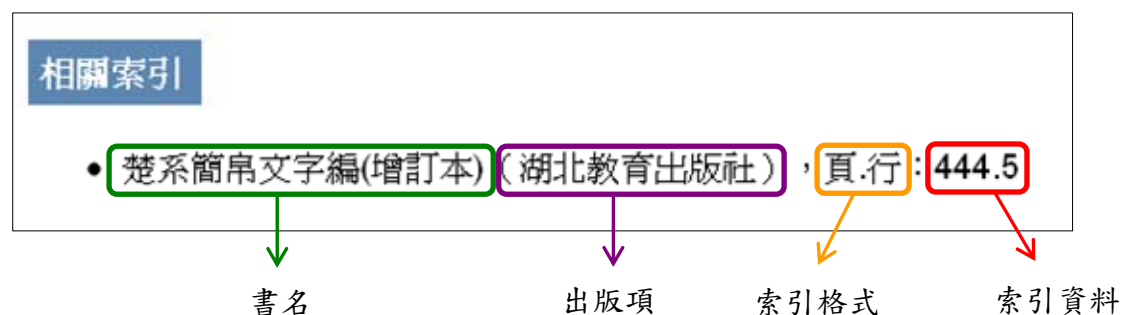 相關索引
• 楚系簡帛文字編(增訂本)（湖北教育出版社），頁.行：444.5
書名 出版項 索引格式 索引資料